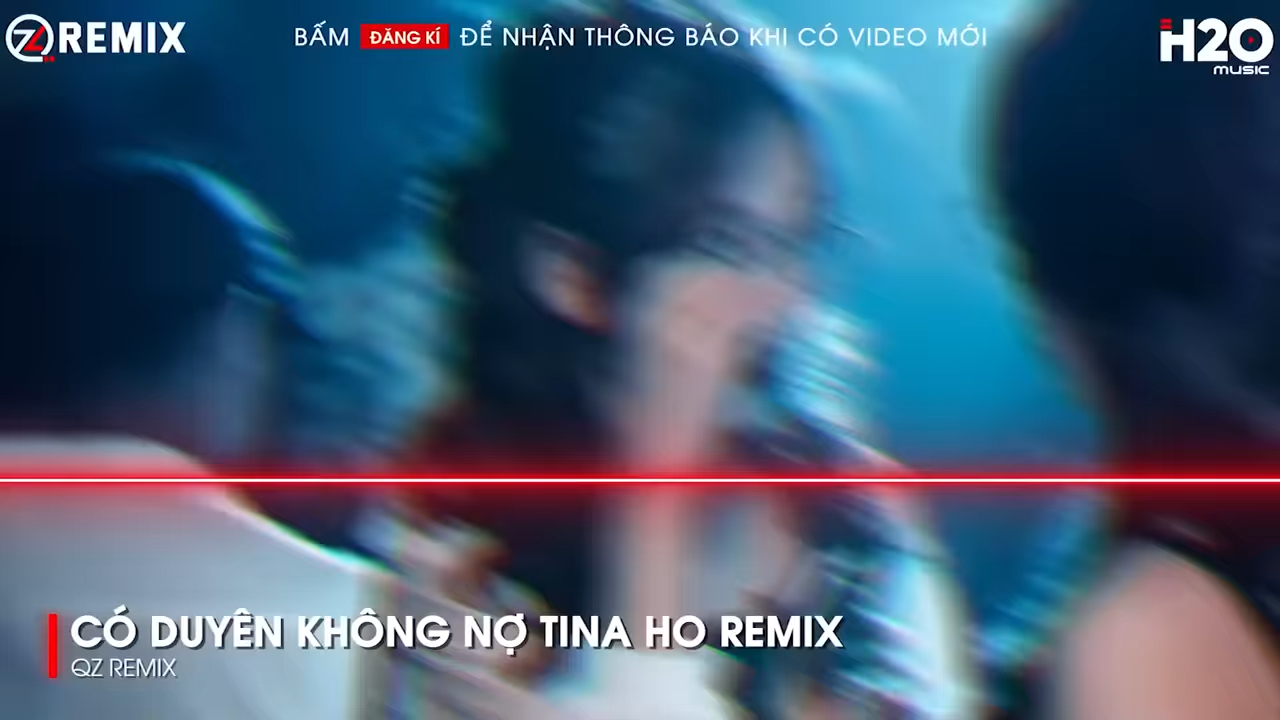 QZ REMIX
BẤM ĐĂNG KÍ ĐỂ NHẬN THÔNG BÁO KHI CÓ VIDEO MỚI
H2O
MUSIC
CÓ DUYÊN KHÔNG NỢ TINA HO REMIX
QZ REMIX